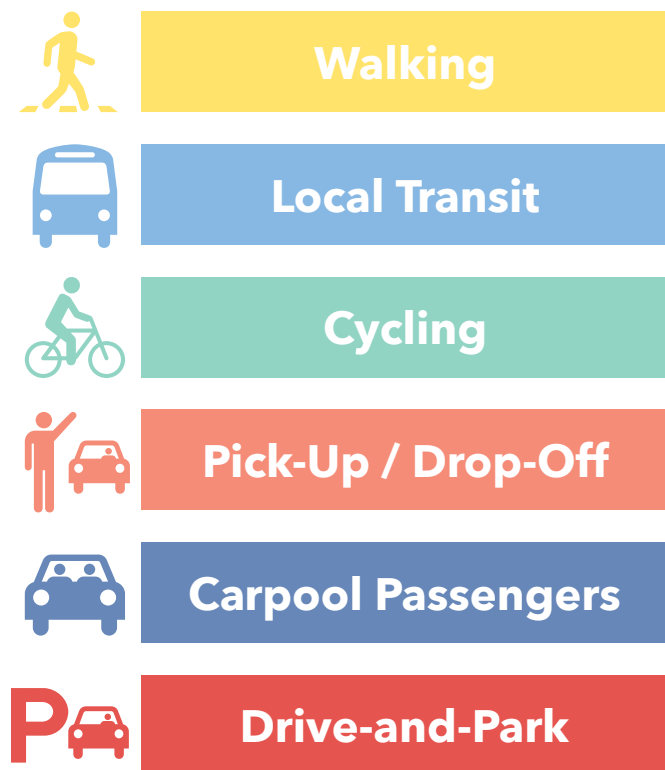 Walking
Local Transit
Cycling
Pick-Up / Drop-Off
Carpool Passengers
P
Drive-and-Park